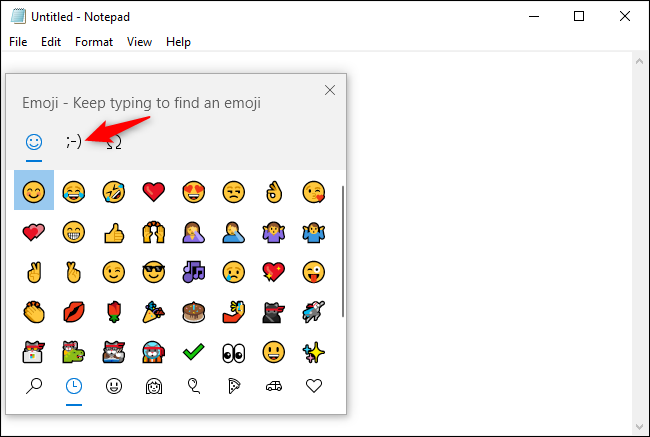 Untitled - Notepad
File Edit Format View Help
Emoji - Keep typing to find an emoji
;-)
Ω